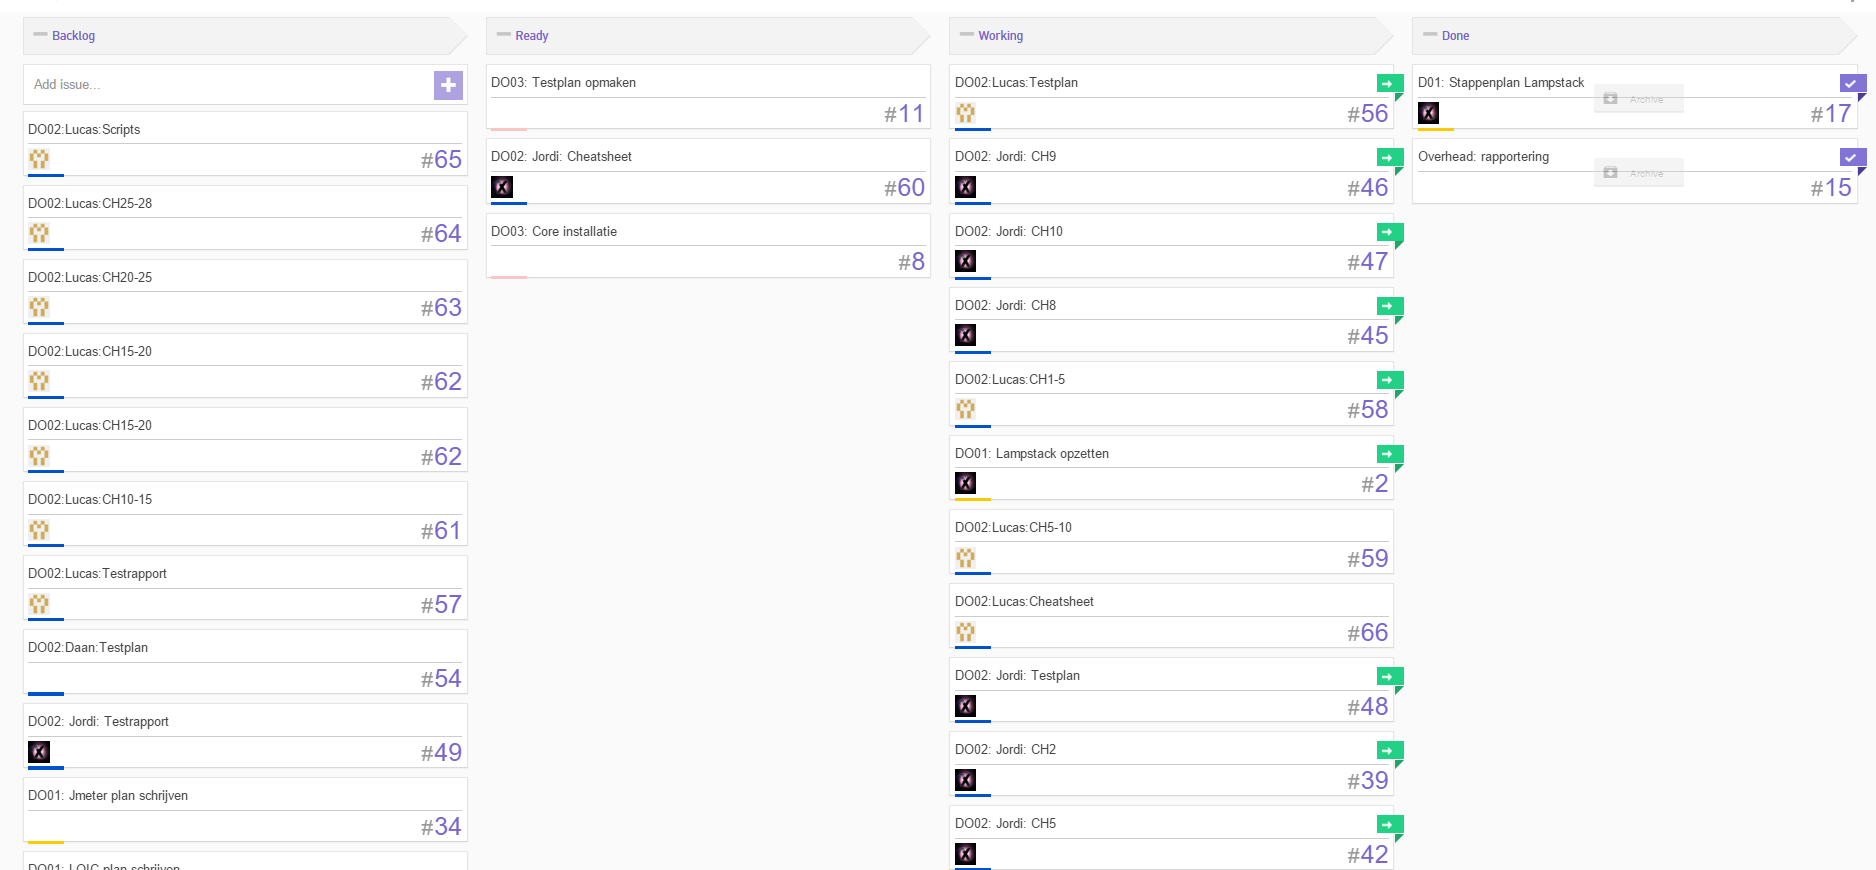 Backlog
Add issue...
DO02:Lucas:Scripts
#65
DO02:Lucas:CH25-28
#64
DO02:Lucas:CH20-25
#63
DO02:Lucas:CH15-20
#62
DO02:Lucas:CH15-20
#62
DO02:Lucas:CH10-15
#61
DO02:Lucas:Testrapport
#57
DO02:Daan:Testplan
#54
DO02: Jordi: Testrapport
#49
DO01: Jmeter plan schrijven
#34
DO01: LOIC plan schrijven
Ready
DO03: Testplan opmaken
#11
DO02: Jordi: Cheatsheet
#60
DO03: Core installatie
#8
Working
DO02:Lucas:Testplan
#56
DO02: Jordi: CH9
#46
DO02: Jordi: CH10
#47
DO02: Jordi: CH8
#45
DO02:Lucas:CH1-5
#58
DO01: Lampstack opzetten
#2
DO02:Lucas:CH5-10
#59
DO02:Lucas:Cheatsheet
#66
DO02: Jordi: Testplan
#48
DO02: Jordi: CH2
#39
DO02: Jordi: CH5
#42
Done
D01: Stappenplan Lampstack
Archive
#17
Overhead: rapportering
Archive
#15